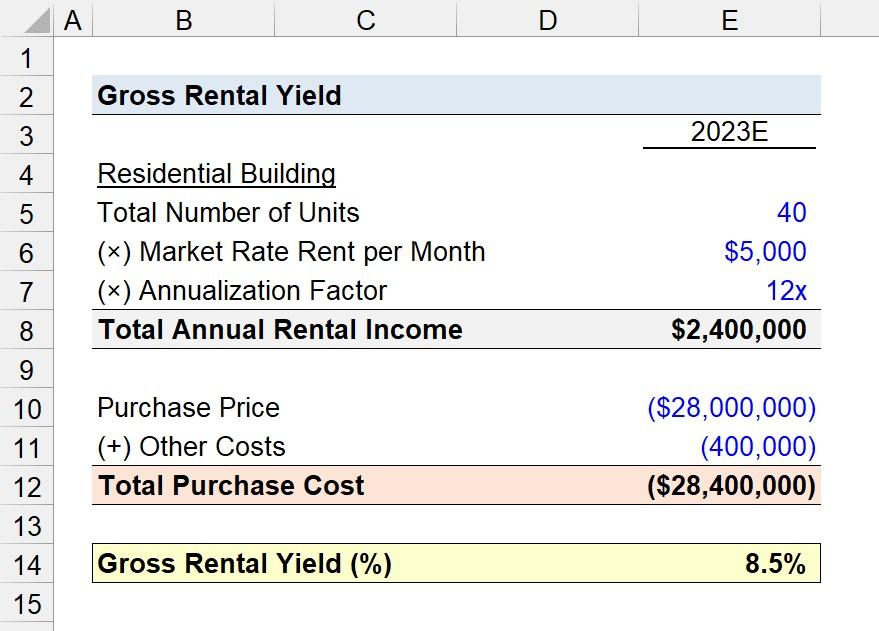 A B C D E
1
2 Gross Rental Yield
3 2023E
4 Residential Building
5 Total Number of Units 40
6 (×) Market Rate Rent per Month $5,000
7 (×) Annualization Factor 12x
8 Total Annual Rental Income $2,400,000
9
10 Purchase Price ($28,000,000)
11 (+) Other Costs (400,000)
12 Total Purchase Cost ($28,400,000)
13
14 Gross Rental Yield (%) 8.5%
15